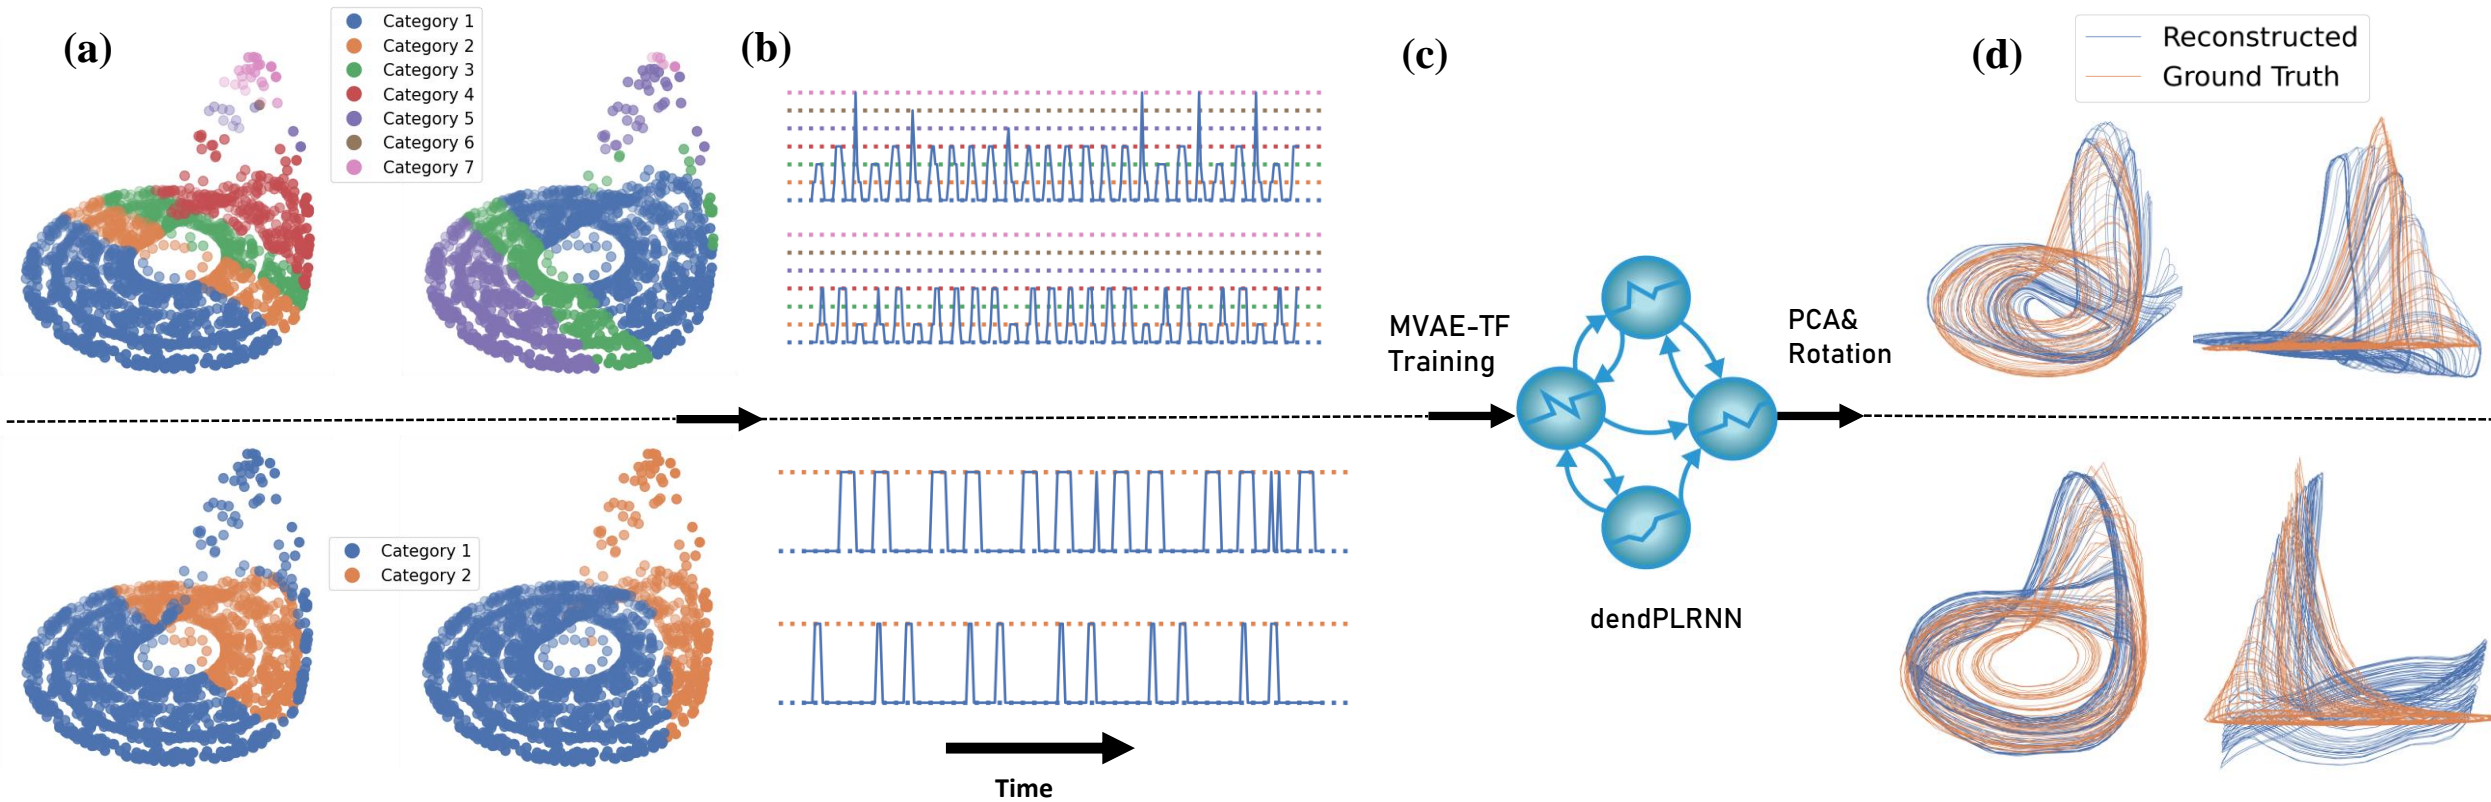 (a)
Category 1
Category 2
Category 3
Category 4
Category 5
Category 6
Category 7
Category 1
Category 2
(b)
Time
(c)
MVAE-TF
Training
dendPLRNN
PCA&
Rotation
(d)
Reconstructed
Ground Truth